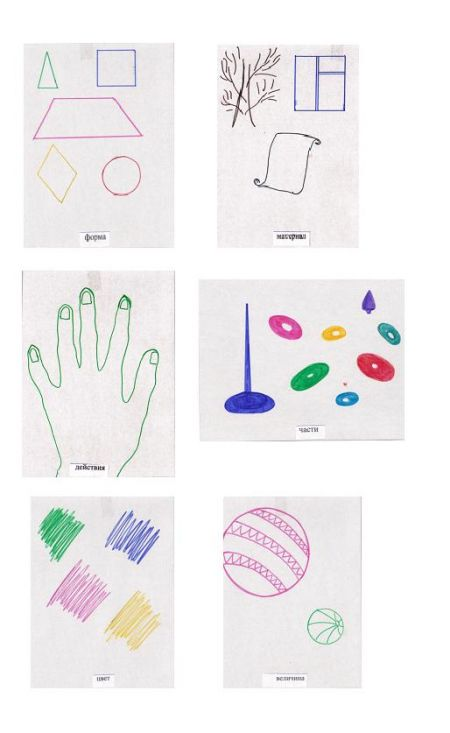 форма
материал
действия
части
цвет
величина